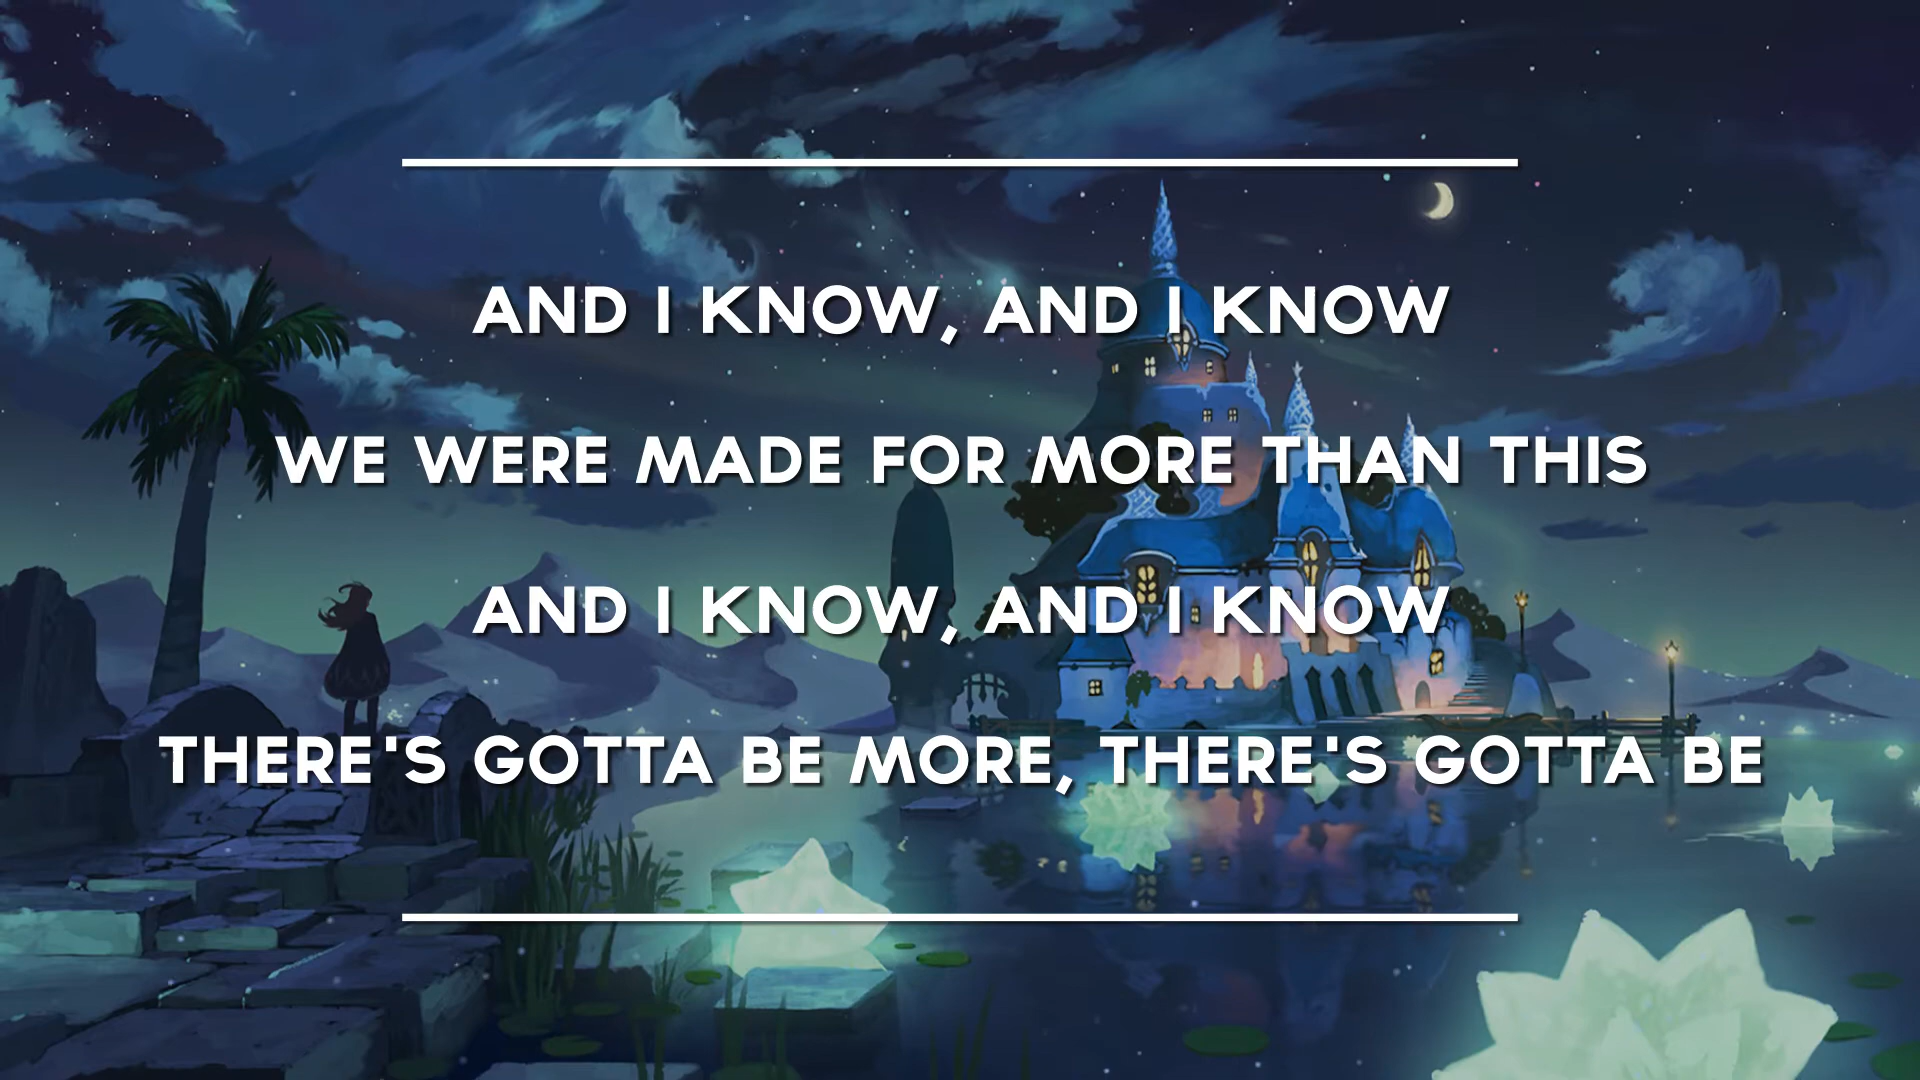 AND I KNOW, AND I KNOW
WE WERE MADE FOR MORE THAN THIS
AND I KNOW, AND I KNOW
THERE'S GOTTA BE MORE, THERE'S GOTTA BE